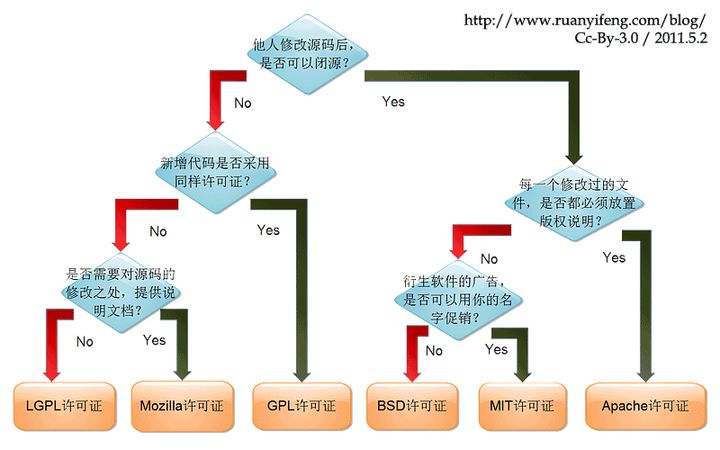 http://www.ruanyifeng.com/blog/
Cc-By-3.0 / 2011.5.2
他人修改源码后,
是否可以闭源?
No
Yes
新增代码是否采用
同样许可证?
每一个修改过的文
件，是否都必须放置
版权说明?
No
Yes
No
Yes
是否需要对源码的
修改之处，提供说
明文档?
衍生软件的广告，
是否可以用你的名
字促销?
No
Yes
No
Yes
LGPL许可证
Mozilla许可证
GPL许可证
BSD许可证
MIT许可证
Apache许可证